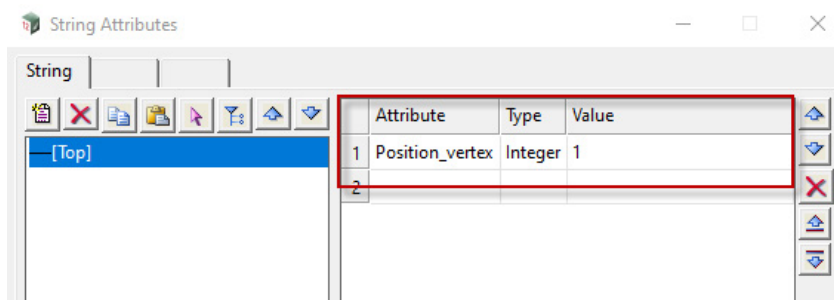 String Attributes
String
Attribute Type Value
[Top]
1 Position_vertex Integer 1
2